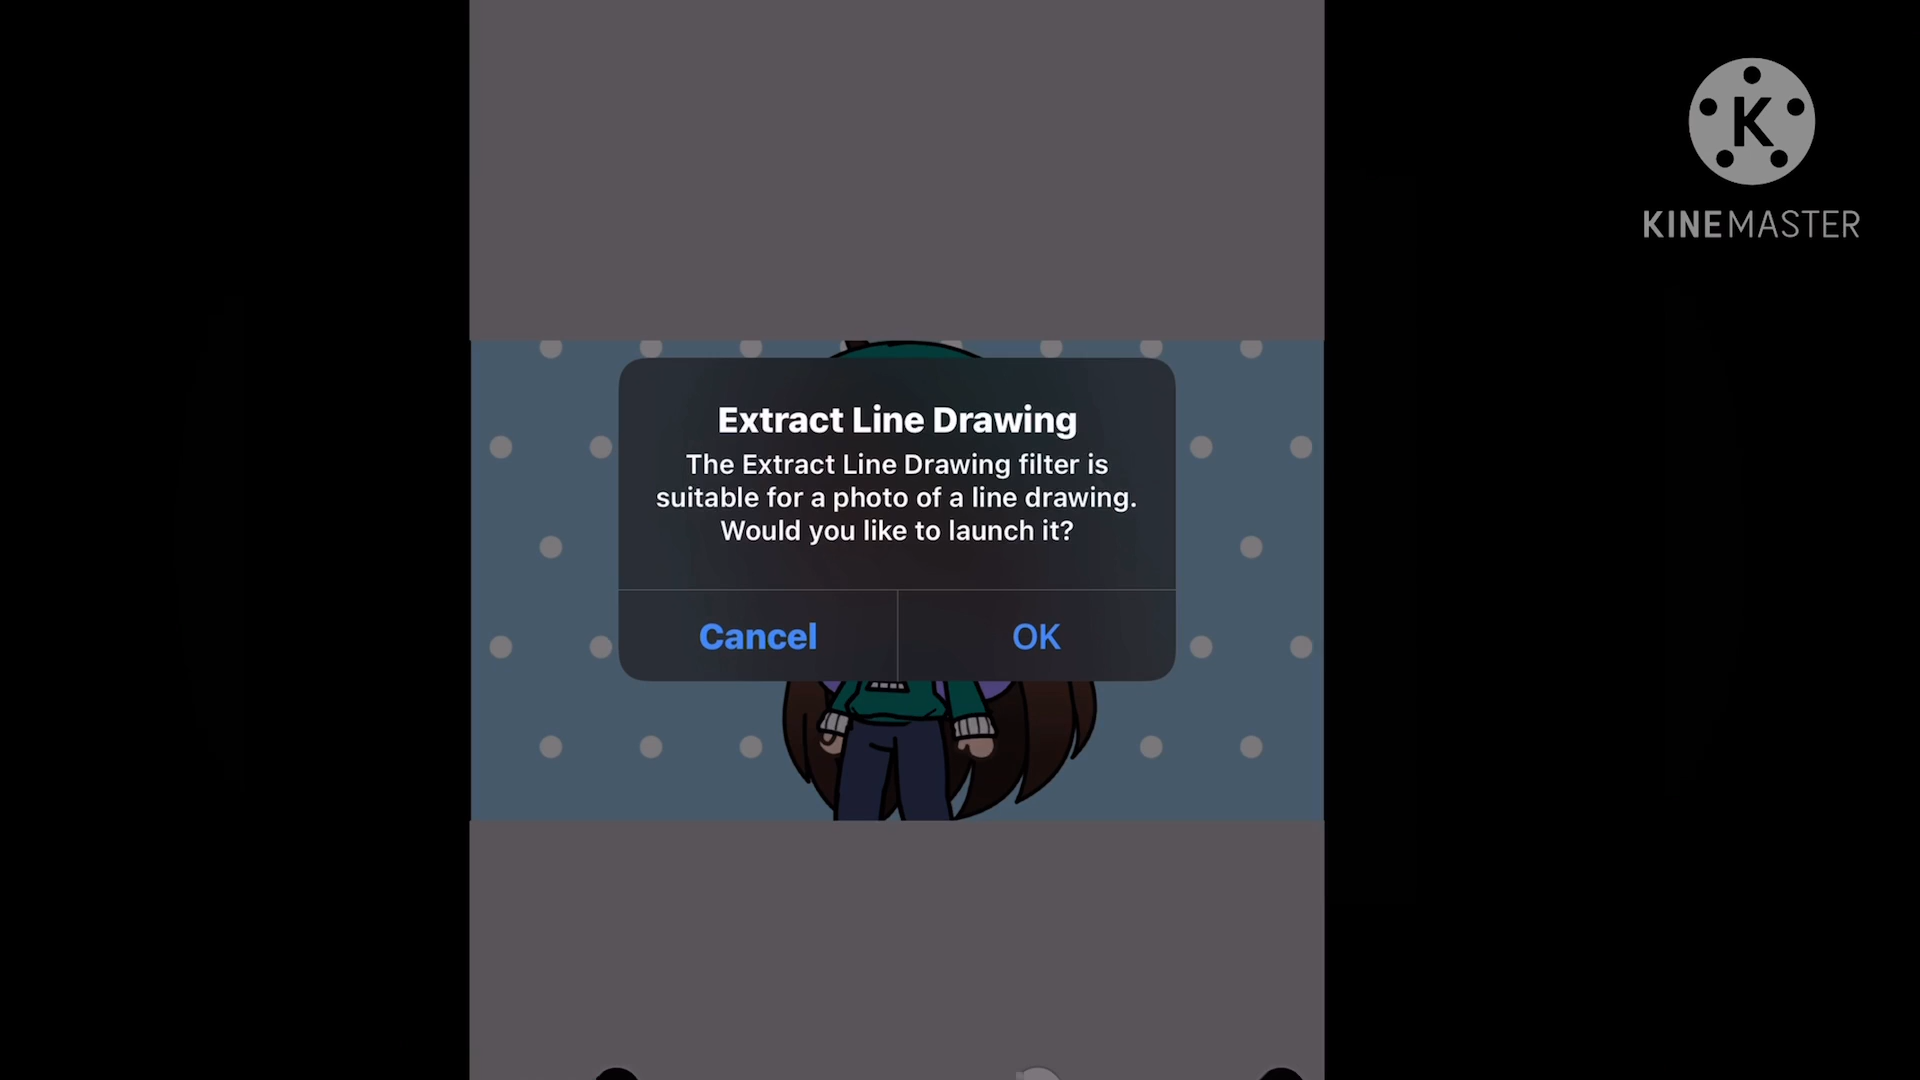 K
KINEMASTER
Extract Line Drawing
The Extract Line Drawing filter is
suitable for a photo of a line drawing.
Would you like to launch it?
Cancel
OK